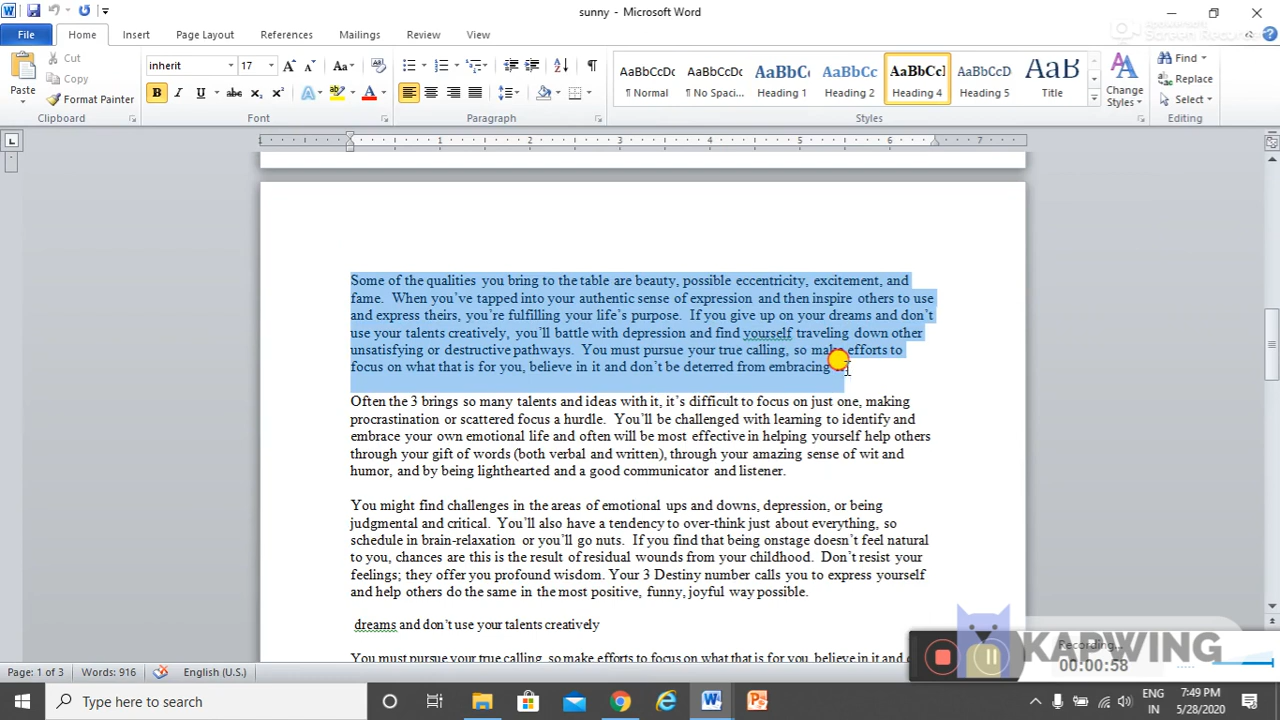 sunny - Microsoft Word
File Home Insert Page Layout References Mailings Review View
Paste
Cut
Copy
Format Painter
Clipboard
inherit 17
Font
Paragraph
AaBbCcDc AaBbCcDc AaBbC AaBbCc AaBbCcI AaBbCcD AaB
¶ Normal ¶ No Spaci... Heading 1 Heading 2 Heading 4 Heading 5 Title
Styles
Change Styles
Find
Replace
Select
Editing
1 1 2 3 4 5 6 7
Some of the qualities you bring to the table are beauty, possible eccentricity, excitement, and
fame. When you've tapped into your authentic sense of expression and then inspire others to use
and express theirs, you're fulfilling your life's purpose. If you give up on your dreams and don't
use your talents creatively, you'll battle with depression and find yourself traveling down other
unsatisfying or destructive pathways. You must pursue your true calling, so make efforts to
focus on what that is for you, believe in it and don't be deterred from embracing
Often the 3 brings so many talents and ideas with it, it's difficult to focus on just one, making
procrastination or scattered focus a hurdle. You'll be challenged with learning to identify and
embrace your own emotional life and often will be most effective in helping yourself help others
through your gift of words (both verbal and written), through your amazing sense of wit and
humor, and by being lighthearted and a good communicator and listener.
You might find challenges in the areas of emotional ups and downs, depression, or being
judgmental and critical. You'll also have a tendency to over-think just about everything, so
schedule in brain-relaxation or you'll go nuts. If you find that being onstage doesn't feel natural
to you, chances are this is the result of residual wounds from your childhood. Don't resist your
feelings; they offer you profound wisdom. Your 3 Destiny number calls you to express yourself
and help others do the same in the most positive, funny, joyful way possible.
dreams and don't use your talents creatively
You must pursue your true calling, so make efforts to focus on what that is for you, believe in it and
KAPWING
Recording...
00:00:58
Page: 1 of 3 Words: 916 English (U.S.)
Type here to search
ENG
IN
7:49 PM
5/28/2020